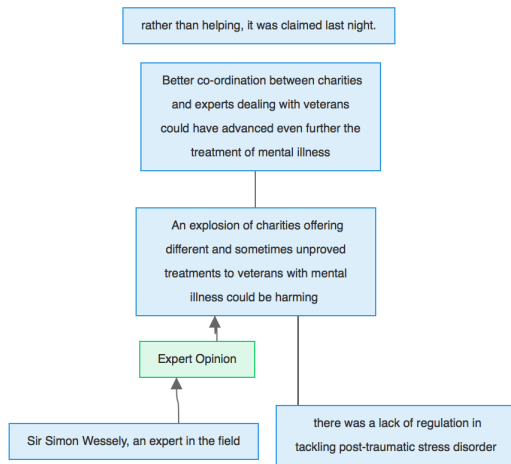 rather than helping, it was claimed last night.
Better co-ordination between charities
and experts dealing with veterans
could have advanced even further the
treatment of mental illness
An explosion of charities offering
different and sometimes unproved
treatments to veterans with mental
illness could be harming
Expert Opinion
Sir Simon Wessely, an expert in the field
there was a lack of regulation in
tackling post-traumatic stress disorder